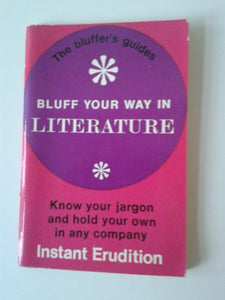 The bluffer's guides
BLUFF YOUR WAY IN
LITERATURE
Know your jargon
and hold your own
in any company
Instant Erudition